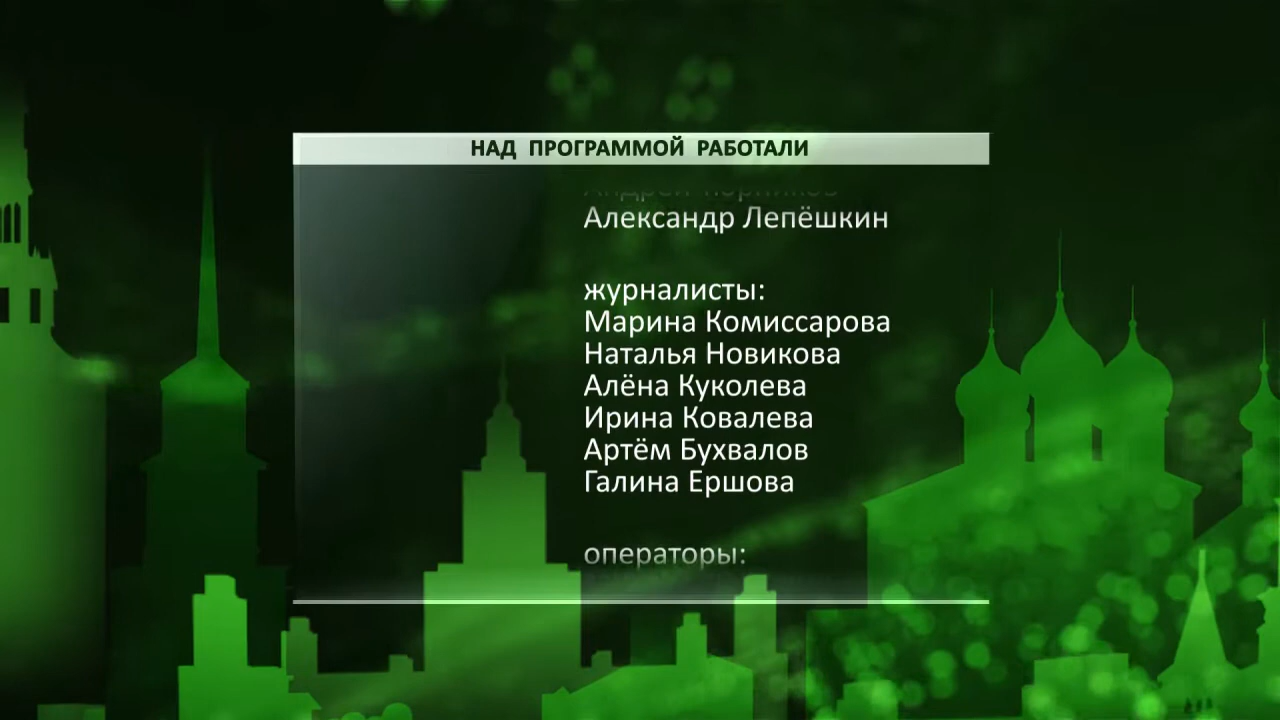 НАД ПРОГРАММОЙ РАБОТАЛИ
Александр Лепёшкин
журналисты:
Марина Комиссарова
Наталья Новикова
Алёна Куколева
Ирина Ковалева
Артём Бухвалов
Галина Ершова
операторы: